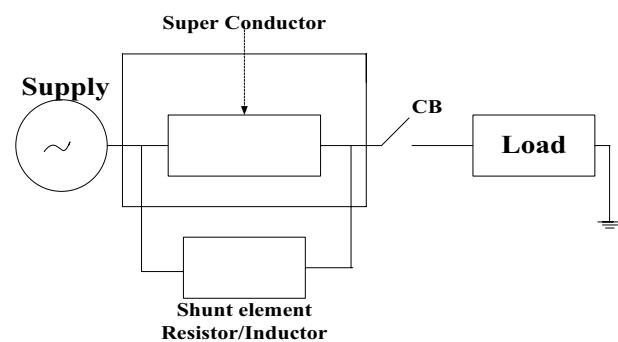 Super Conductor
Supply
CB
Load
Shunt element
Resistor/Inductor